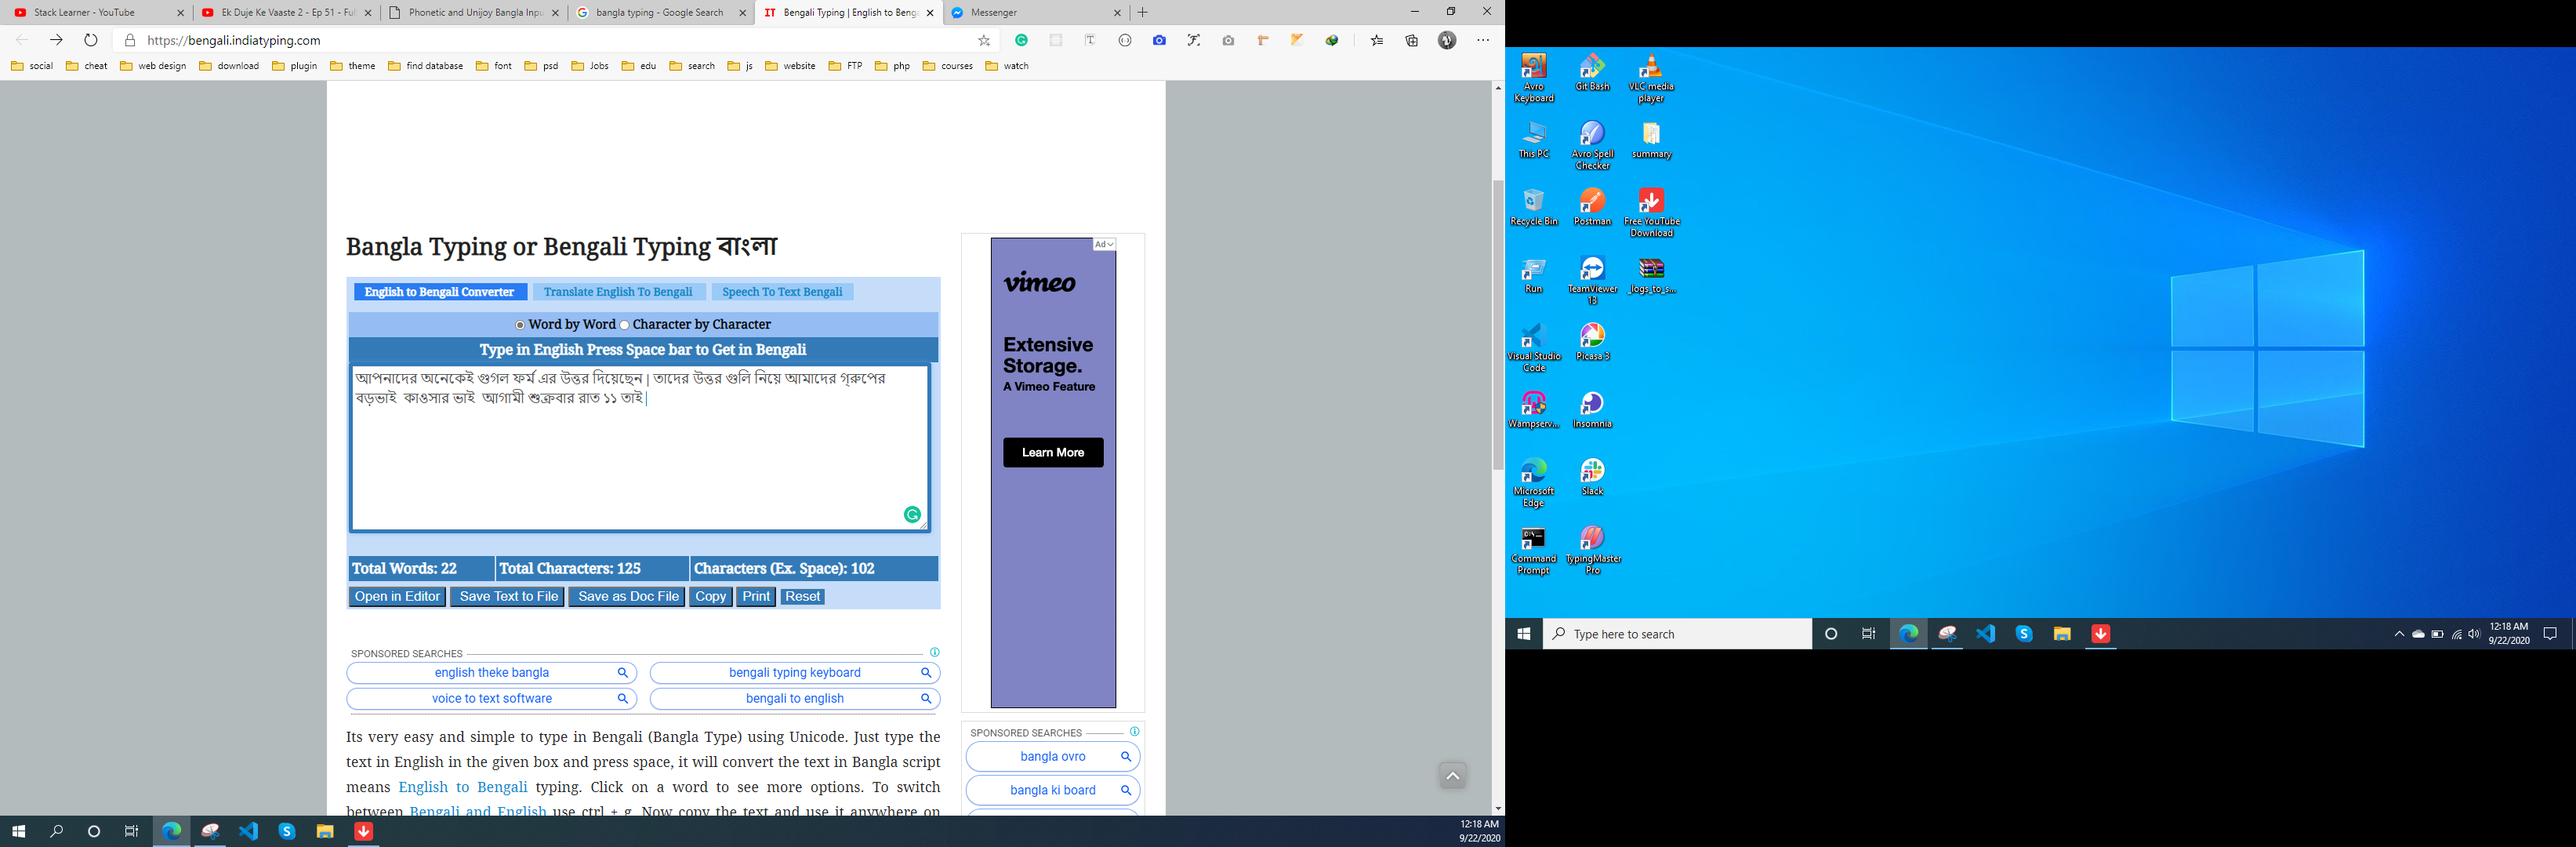 Stack Learner - YouTube
Ek Duje Ke Vaaste 2 - Ep 51 - Ful
Phonetic and Unijoy Bangla Inpu
bangla typing - Google Search
IT Bengali Typing | English to Beng
Messenger
https://bengali.indiatyping.com
social cheat web design download plugin theme find database font psd Jobs edu search js website FTP php courses watch
Bangla Typing or Bengali Typing বাংলা
English to Bengali Converter Translate English To Bengali Speech To Text Bengali
Word by Word Character by Character
Type in English Press Space bar to Get in Bengali
আপনাদের অনেকেই গুগল ফর্ম এর উত্তর দিয়েছেন | তাদের উত্তর গুলি নিয়ে আমাদের গ্রুপের
বড়ভাই কাওসার ভাই আগামী শুক্রবার রাত ১১ তাই
Total Words: 22 Total Characters: 125 Characters (Ex. Space): 102
Open in Editor Save Text to File Save as Doc File Copy Print Reset
SPONSORED SEARCHES
english theke bangla bengali typing keyboard
voice to text software bengali to english
Its very easy and simple to type in Bengali (Bangla Type) using Unicode. Just type the
text in English in the given box and press space, it will convert the text in Bangla script
means English to Bengali typing. Click on a word to see more options. To switch
between Bengali and English use ctrl + g. Now copy the text and use it anywhere on
Ad
vimeo
Extensive
Storage.
A Vimeo Feature
Learn More
SPONSORED SEARCHES
bangla ovro
bangla ki board
12:18 AM
9/22/2020
Avro
Keyboard
Git Bash
VLC media
player
This PC
Avro Spell
Checker
summary
Recycle Bin
Postman
Free YouTube
Download
Run
TeamViewer
13
_logs_to_s...
Visual Studio
Code
Picasa 3
Wampserv...
Insomnia
Microsoft
Edge
Slack
Command
Prompt
TypingMaster
Pro
Type here to search
12:18 AM
9/22/2020